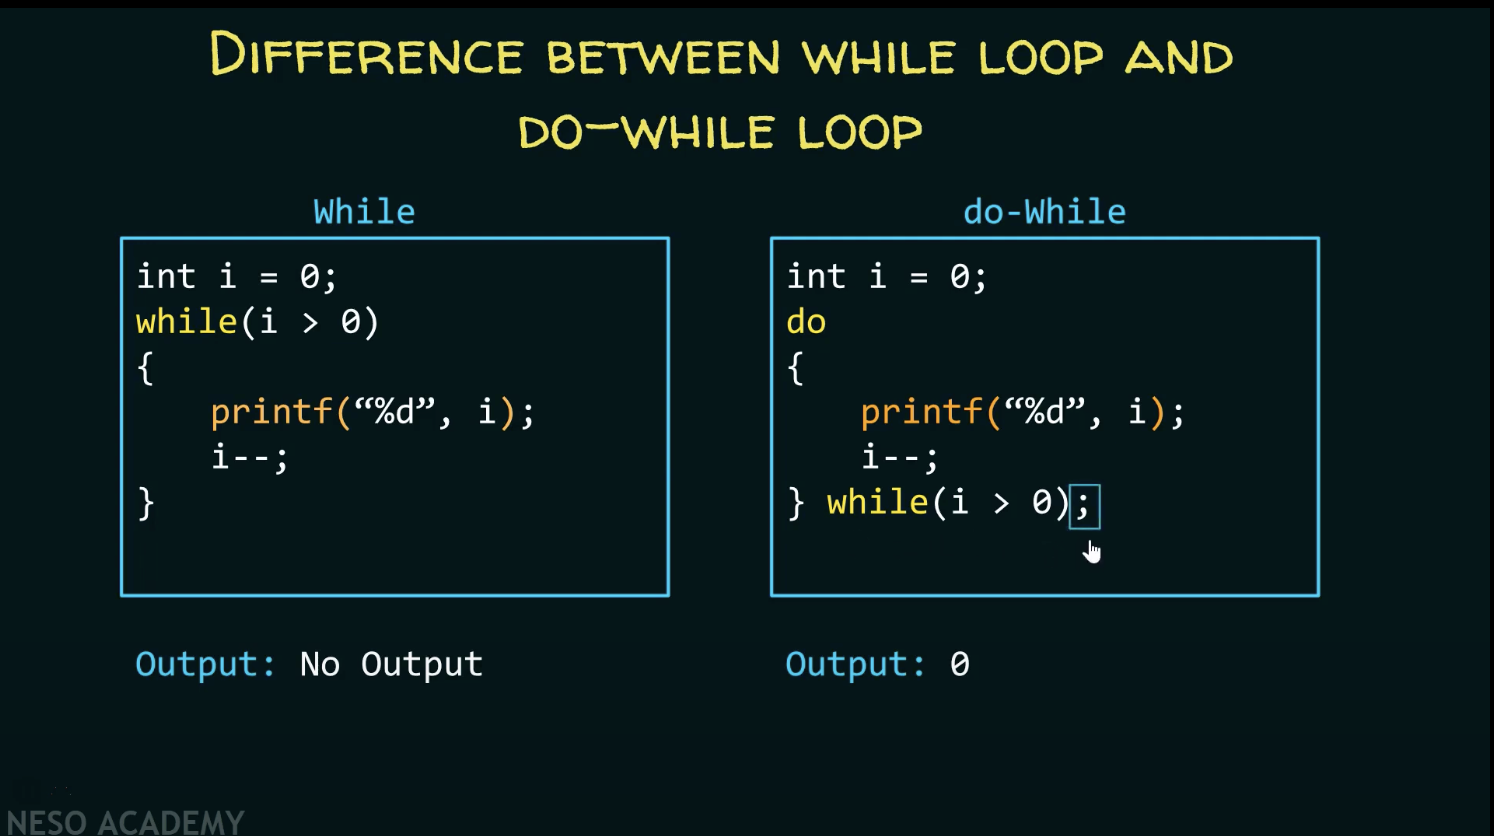 DIFFERENCE BETWEEN WHILE LOOP AND
DO-WHILE LOOP
While
int i = 0;
while(i > 0)
{
    printf(“%d”, i);
    i--;
}
Output: No Output
do-While
int i = 0;
do
{
    printf(“%d”, i);
    i--;
} while(i > 0);
Output: 0
NESO ACADEMY